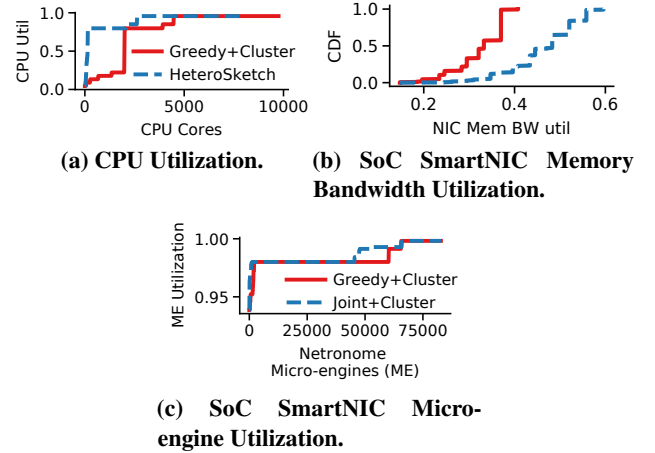 CPU Util
1.0
0.5
0.0
Greedy+Cluster
HeteroSketch
0
5000
10000
CPU Cores
(a) CPU Utilization.
CDF
1.0
0.5
0.0
0.2
0.4
0.6
NIC Mem BW util
(b) SoC SmartNIC Memory
Bandwidth Utilization.
ME Utilization
1.00
0.95
Greedy+Cluster
Joint+Cluster
0
25000
50000
75000
Netronome
Micro-engines (ME)
(c) SoC SmartNIC Micro-
engine Utilization.